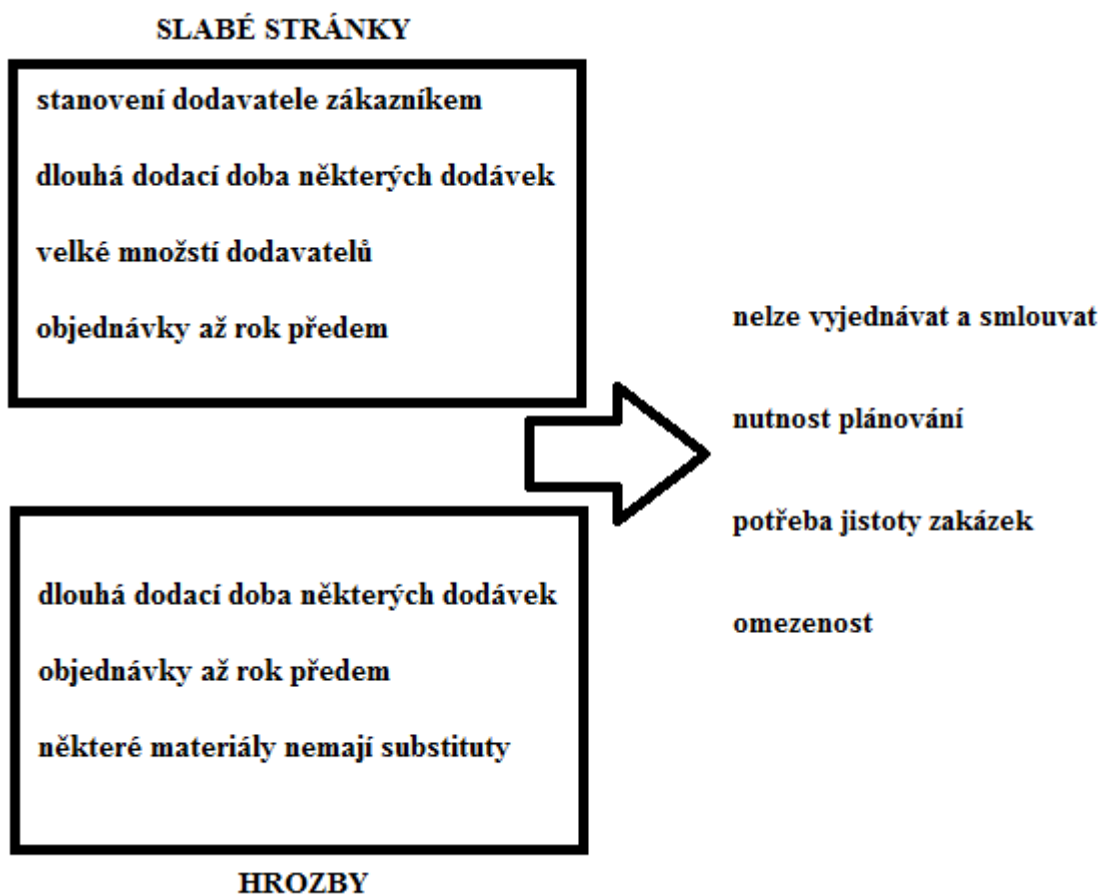 SLABÉ STRÁNKY
stanovení dodavatele zákazníkem
dlouhá dodací doba některých dodávek
velké množstí dodavatelů
objednávky až rok předem
nelze vyjednávat a smlouvat
nutnost plánování
potřeba jistoty zakázek
omezenost
dlouhá dodací doba některých dodávek
objednávky až rok předem
některé materiály nemají substituty
HROZBY